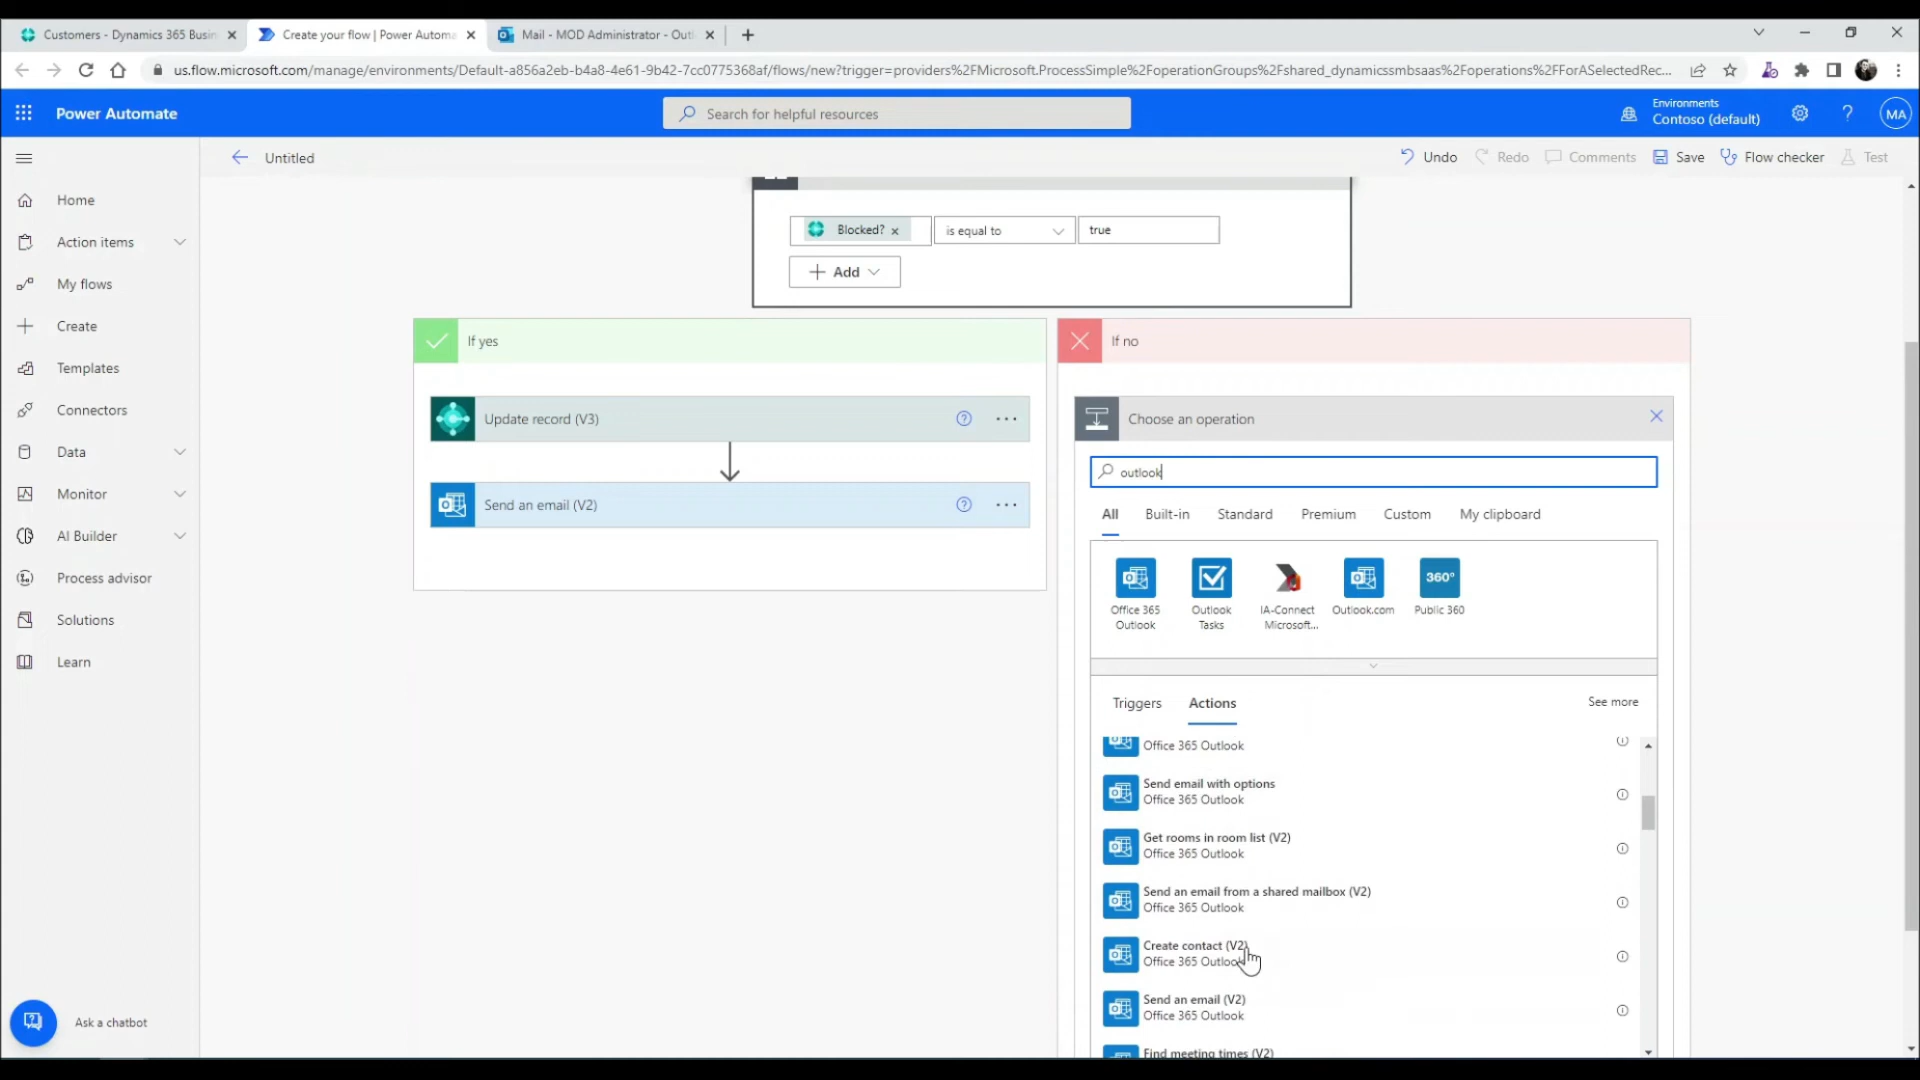 Customers - Dynamics 365 Busin
Create your flow | Power Automa
Mail - MOD Administrator - Outl
us.flow.microsoft.com/manage/environments/Default-a856a2eb-b4a8-4e61-9b42-7cc0775368af/flows/new?trigger=providers%2FMicrosoft.ProcessSimple%2FoperationGroups%2Fshared_dynamicssmbsaas%2Foperations%2FForASelectedRec...
Power Automate
Search for helpful resources
Environments
Contoso (default)
MA
Untitled
Undo
Redo
Comments
Save
Flow checker
Test
Home
Action items
My flows
Create
Templates
Connectors
Data
Monitor
AI Builder
Process advisor
Solutions
Learn
Ask a chatbot
Blocked?
is equal to
true
Add
If yes
Update record (V3)
Send an email (V2)
If no
Choose an operation
outlook
All
Built-in
Standard
Premium
Custom
My clipboard
Office 365
Outlook
Outlook
Tasks
IA-Connect
Microsoft...
Outlook.com
360°
Public 360
Triggers
Actions
See more
Office 365 Outlook
Send email with options
Office 365 Outlook
Get rooms in room list (V2)
Office 365 Outlook
Send an email from a shared mailbox (V2)
Office 365 Outlook
Create contact (V2)
Office 365 Outlook
Send an email (V2)
Office 365 Outlook
Find meeting times (V2)